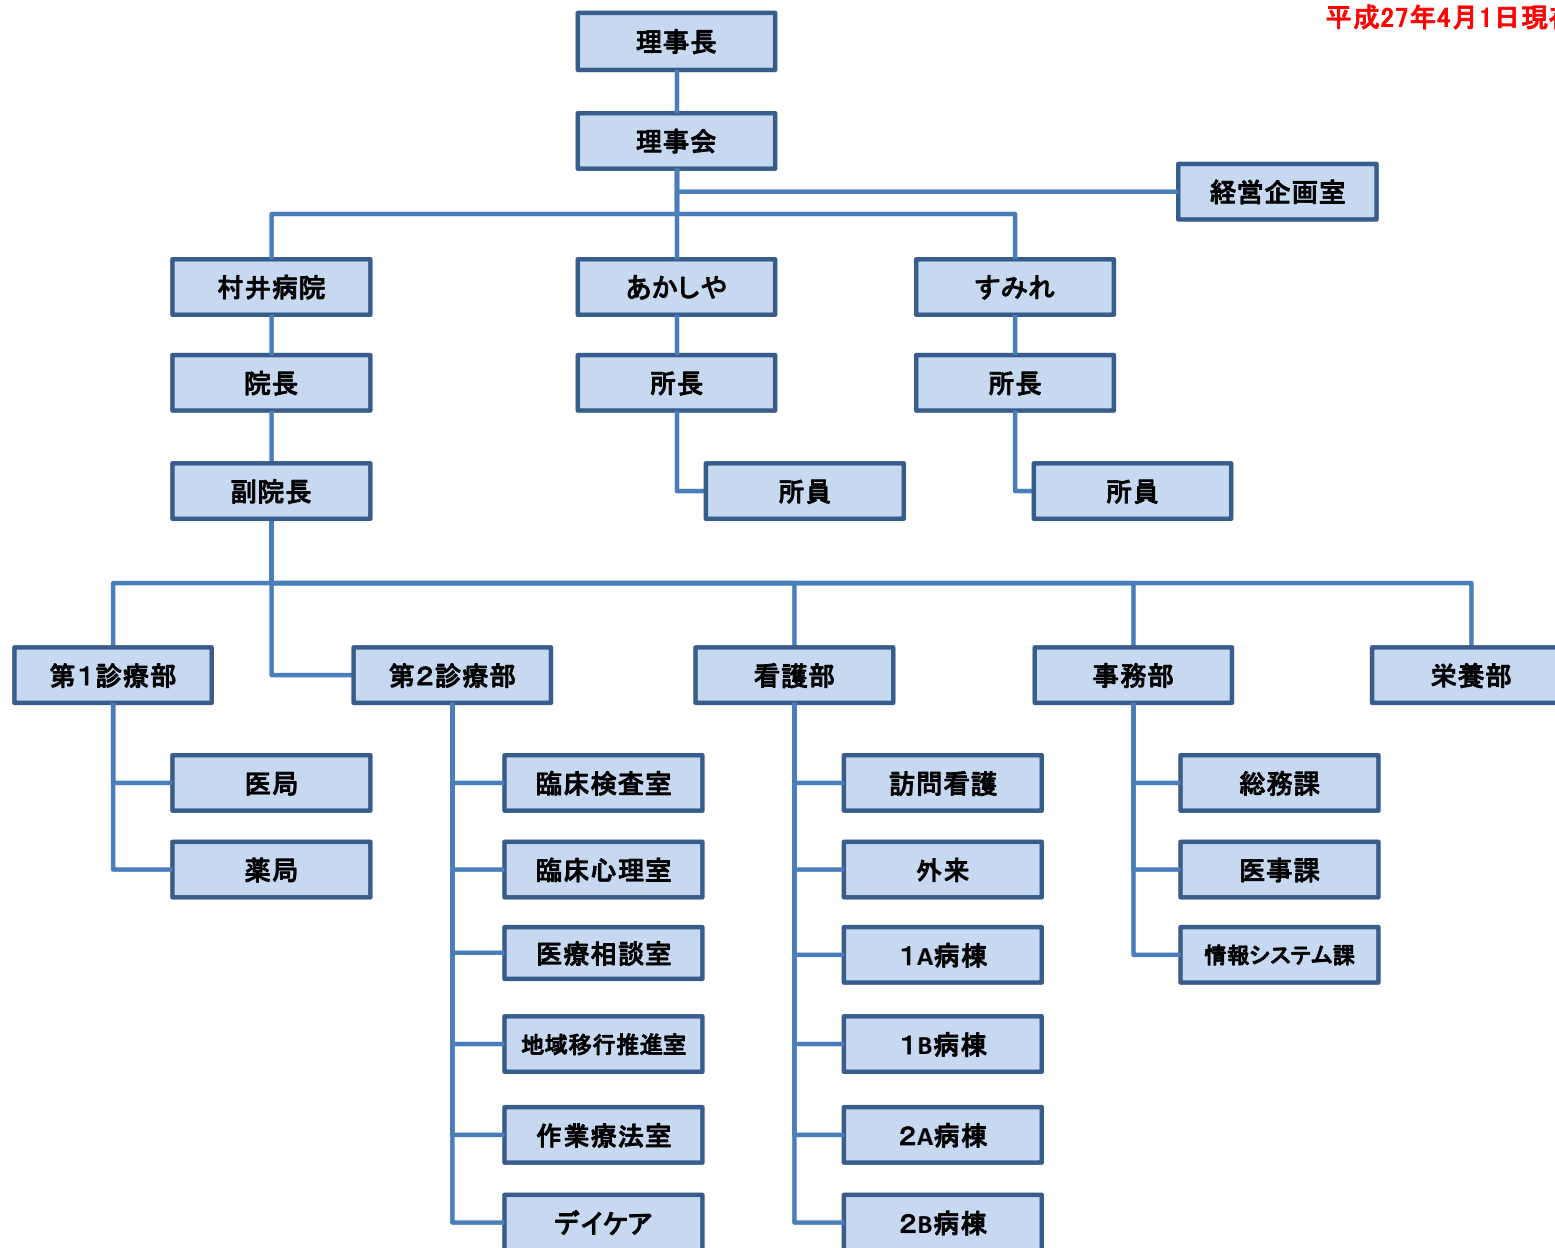 平成27年4月1日現在
理事長
理事会
経営企画室
村井病院
あかしや
すみれ
院長
所長
所長
副院長
所員
所員
第1診療部
第2診療部
看護部
事務部
栄養部
医局
臨床検査室
訪問看護
総務課
薬局
臨床心理室
外来
医事課
医療相談室
1A病棟
情報システム課
地域移行推進室
1B病棟
作業療法室
2A病棟
デイケア
2B病棟